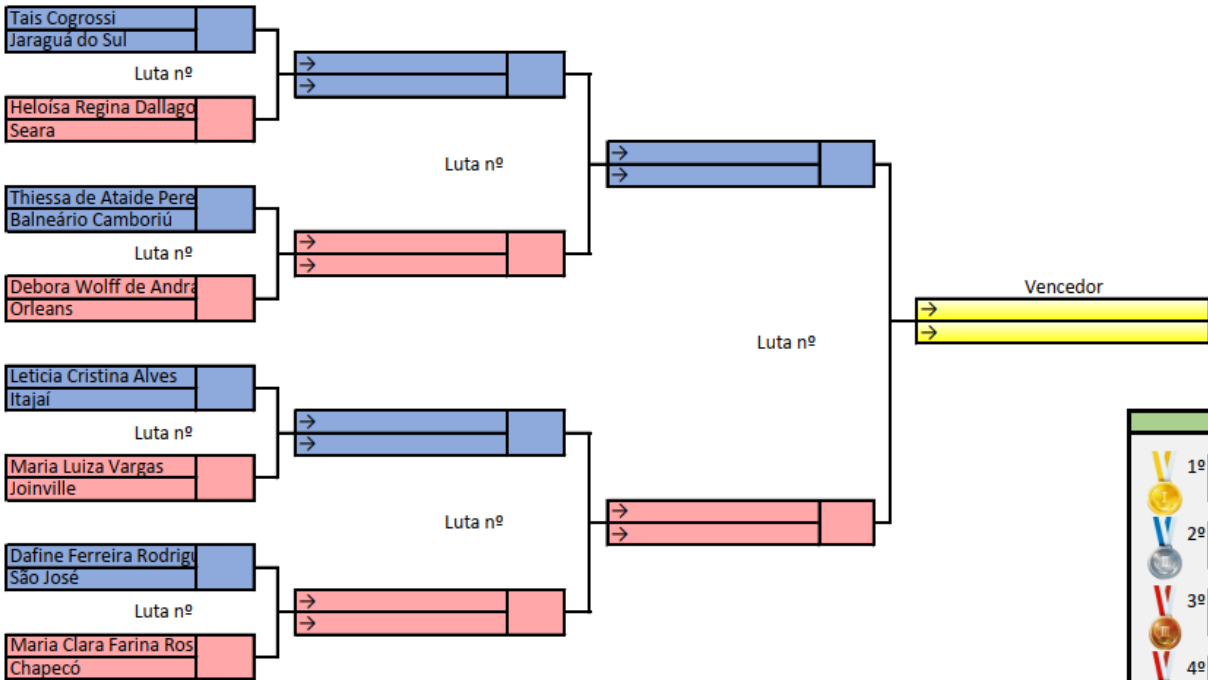 Tais Cogrossi
Jaraguá do Sul
Luta nº
→
→
Heloísa Regina Dallago
Seara
Luta nº
→
→
Thiessa de Ataide Pere
Balneário Camboriú
Luta nº
→
→
Debora Wolff de Andra
Orleans
Vencedor
→
→
Luta nº
Leticia Cristina Alves
Itajaí
Luta nº
→
→
Maria Luiza Vargas
Joinville
1º
Luta nº
→
→
2º
Dafine Ferreira Rodrigu
São José
Luta nº
→
→
3º
Maria Clara Farina Ros
Chapecó
4º